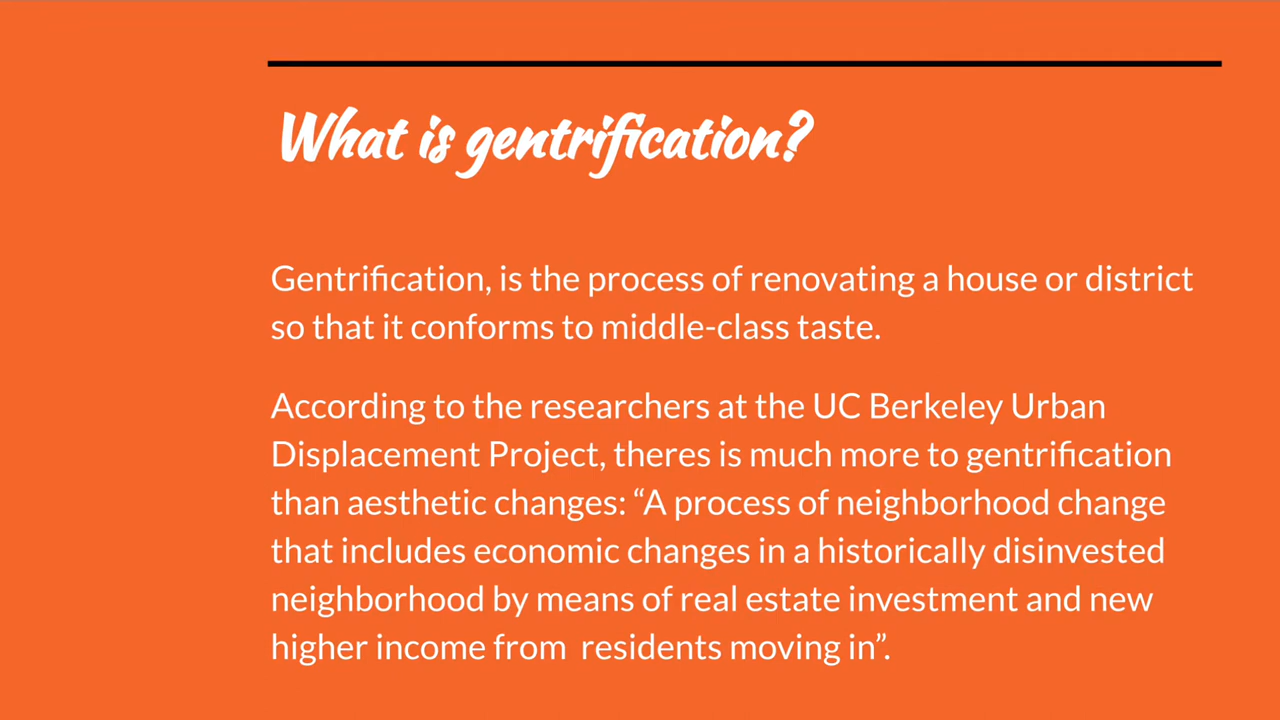 What is gentrification?
Gentrification, is the process of renovating a house or district
so that it conforms to middle-class taste.
According to the researchers at the UC Berkeley Urban
Displacement Project, theres is much more to gentrification
than aesthetic changes: “A process of neighborhood change
that includes economic changes in a historically disinvested
neighborhood by means of real estate investment and new
higher income from  residents moving in”.